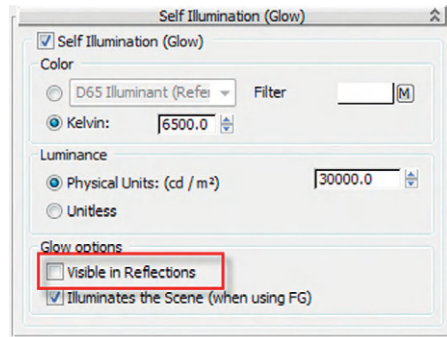 Self Illumination (Glow)
Self Illumination (Glow)
Color
D65 Illuminant (Refer Filter M
Kelvin: 6500.0
Luminance
Physical Units: (cd / m²) 30000.0
Unitless
Glow options
Visible in Reflections
Illuminates the Scene (when using FG)